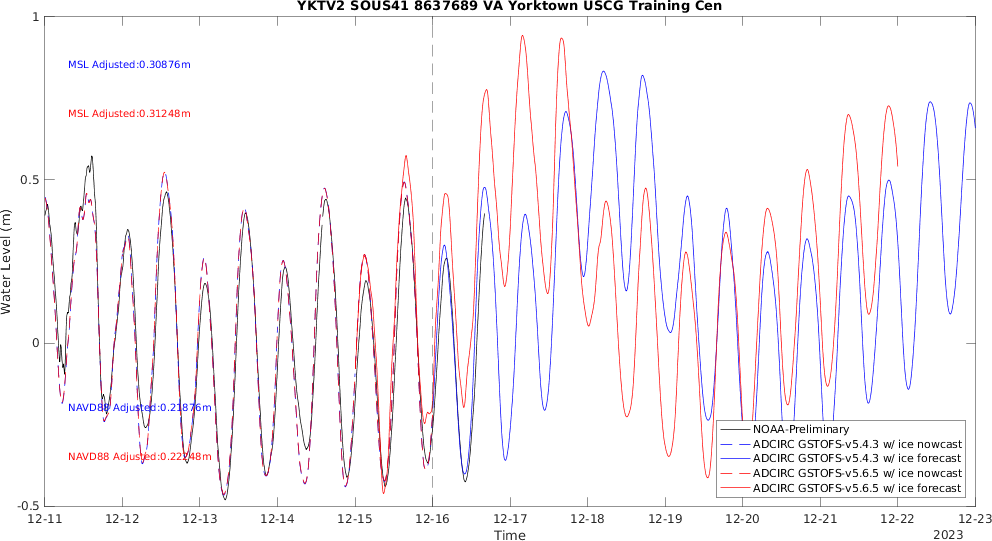 YKTV2 SOUS41 8637689 VA Yorktown USCG Training Cen
MSL Adjusted:0.30876m
MSL Adjusted:0.31248m
NAVD88 Adjusted:0.21876m
NAVD88 Adjusted:0.22248m
Water Level (m)
1
0.5
0
-0.5
12-11 12-12 12-13 12-14 12-15 12-16 12-17 12-18 12-19 12-20 12-21 12-22 12-23
Time
2023
NOAA-Preliminary
ADCIRC GSTOFS-v5.4.3 w/ ice nowcast
ADCIRC GSTOFS-v5.4.3 w/ ice forecast
ADCIRC GSTOFS-v5.6.5 w/ ice nowcast
ADCIRC GSTOFS-v5.6.5 w/ ice forecast